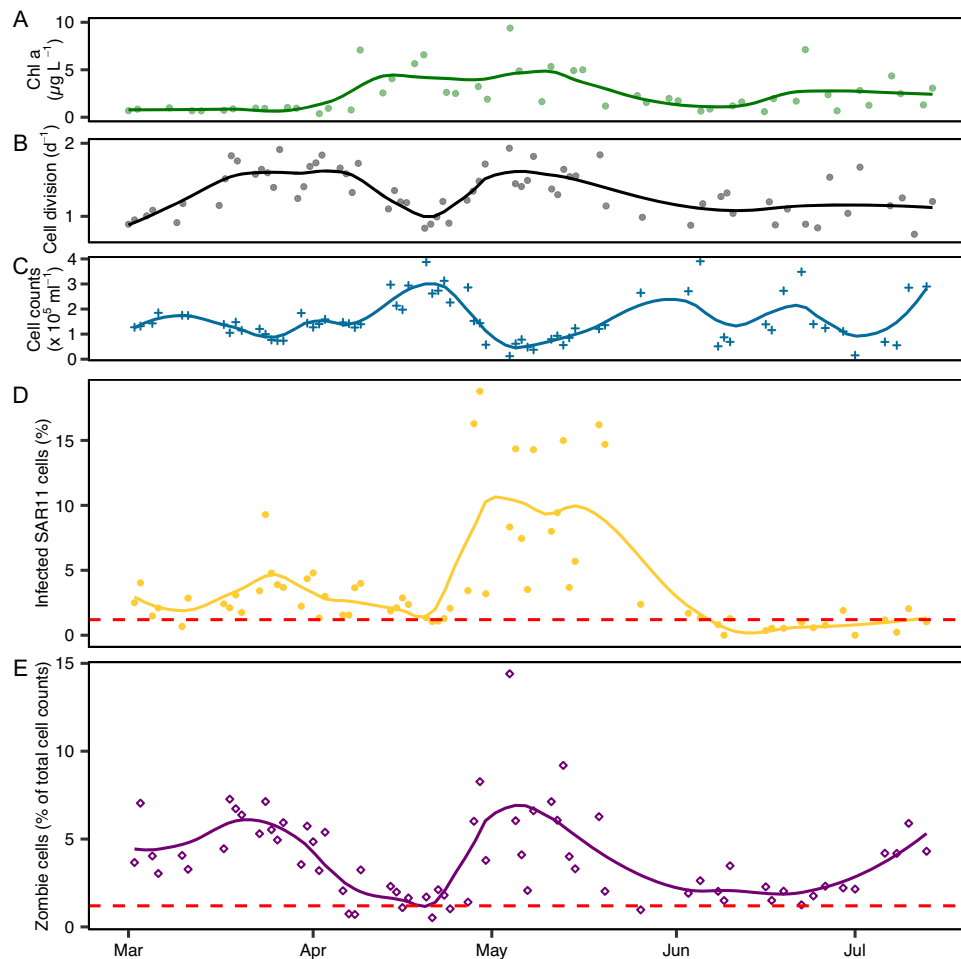 A
Chl a
(µg L⁻¹)
10
5
0
B
Cell division (d⁻¹)
2
1
C
Cell counts
(x 10⁵ ml⁻¹)
4
3
2
1
0
D
Infected SAR11 cells (%)
15
10
5
0
E
Zombie cells (% of total cell counts)
15
10
5
0
Mar Apr May Jun Jul